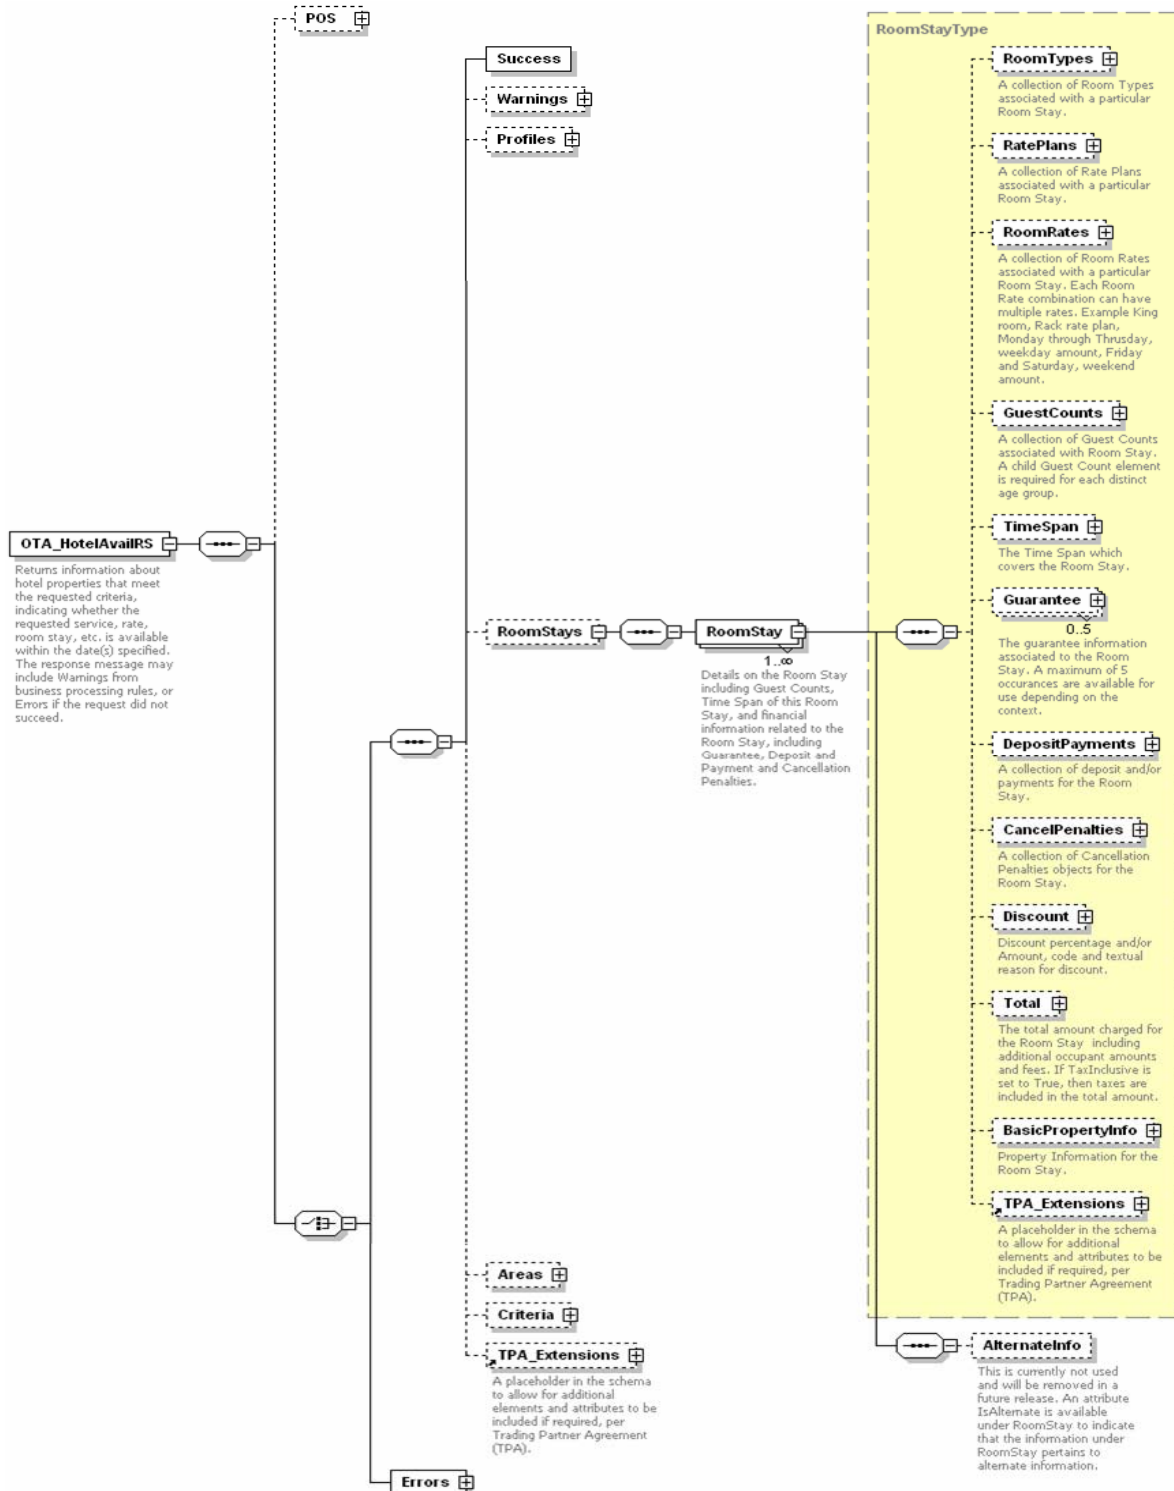 POS
OTA_HotelAvailRS
Returns information about
hotel properties that meet
the requested criteria,
indicating whether the
requested service, rate,
room stay, etc. is available
within the date(s) specified.
The response message may
include Warnings from
business processing rules, or
Errors if the request did not
succeed.
Success
Warnings
Profiles
RoomStays
RoomStay
1..∞
Details on the Room Stay
including Guest Counts,
Time Span of this Room
Stay, and financial
information related to the
Room Stay, including
Guarantee, Deposit and
Payment and Cancellation
Penalties.
RoomStayType
RoomTypes
A collection of Room Types
associated with a particular
Room Stay.
RatePlans
A collection of Rate Plans
associated with a particular
Room Stay.
RoomRates
A collection of Room Rates
associated with a particular
Room Stay. Each Room
Rate combination can have
multiple rates. Example King
room, Rack rate plan,
Monday through Thrusday,
weekday amount, Friday
and Saturday, weekend
amount.
GuestCounts
A collection of Guest Counts
associated with Room Stay.
A child Guest Count element
is required for each distinct
age group.
TimeSpan
The Time Span which
covers the Room Stay.
Guarantee
0..5
The guarantee information
associated to the Room
Stay. A maximum of 5
occurances are available for
use depending on the
context.
DepositPayments
A collection of deposit and/or
payments for the Room
Stay.
CancelPenalties
A collection of Cancellation
Penalties objects for the
Room Stay.
Discount
Discount percentage and/or
Amount, code and textual
reason for discount.
Total
The total amount charged for
the Room Stay including
additional occupant amounts
and fees. If TaxInclusive is
set to True, then taxes are
included in the total amount.
BasicPropertyInfo
Property Information for the
Room Stay.
TPA_Extensions
A placeholder in the schema
to allow for additional
elements and attributes to be
included if required, per
Trading Partner Agreement
(TPA).
AlternateInfo
This is currently not used
and will be removed in a
future release. An attribute
IsAlternate is available
under RoomStay to indicate
that the information under
RoomStay pertains to
alternate information.
Areas
Criteria
TPA_Extensions
A placeholder in the schema
to allow for additional
elements and attributes to be
included if required, per
Trading Partner Agreement
(TPA).
Errors